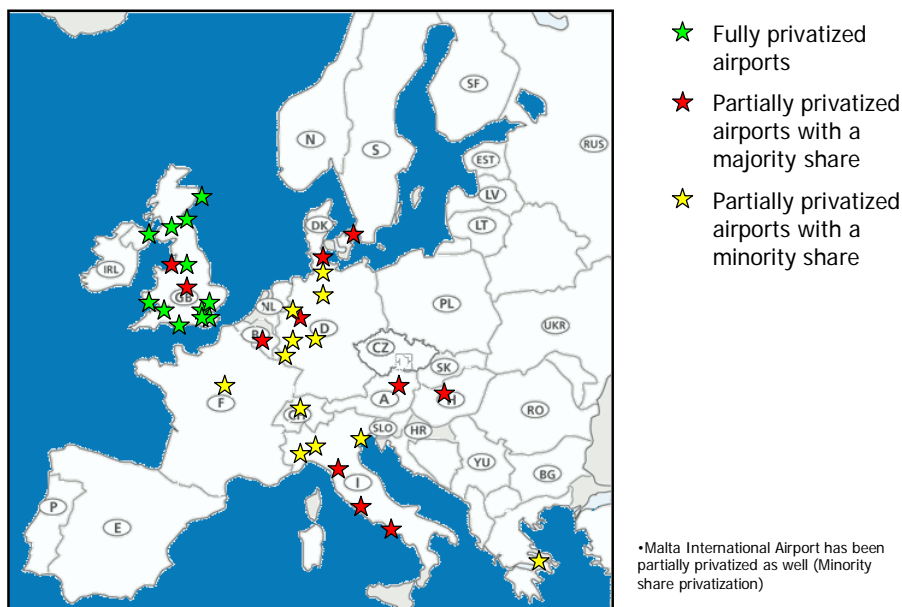 SF
N
S
RUS
EST
LV
DK
LT
IRL
GB
NL
PL
D
UKR
B
CZ
SK
F
A
H
CH
RO
SLO
HR
YU
BG
I
P
E
Fully privatized
airports
Partially privatized
airports with a
majority share
Partially privatized
airports with a
minority share
•Malta International Airport has been
partially privatized as well (Minority
share privatization)